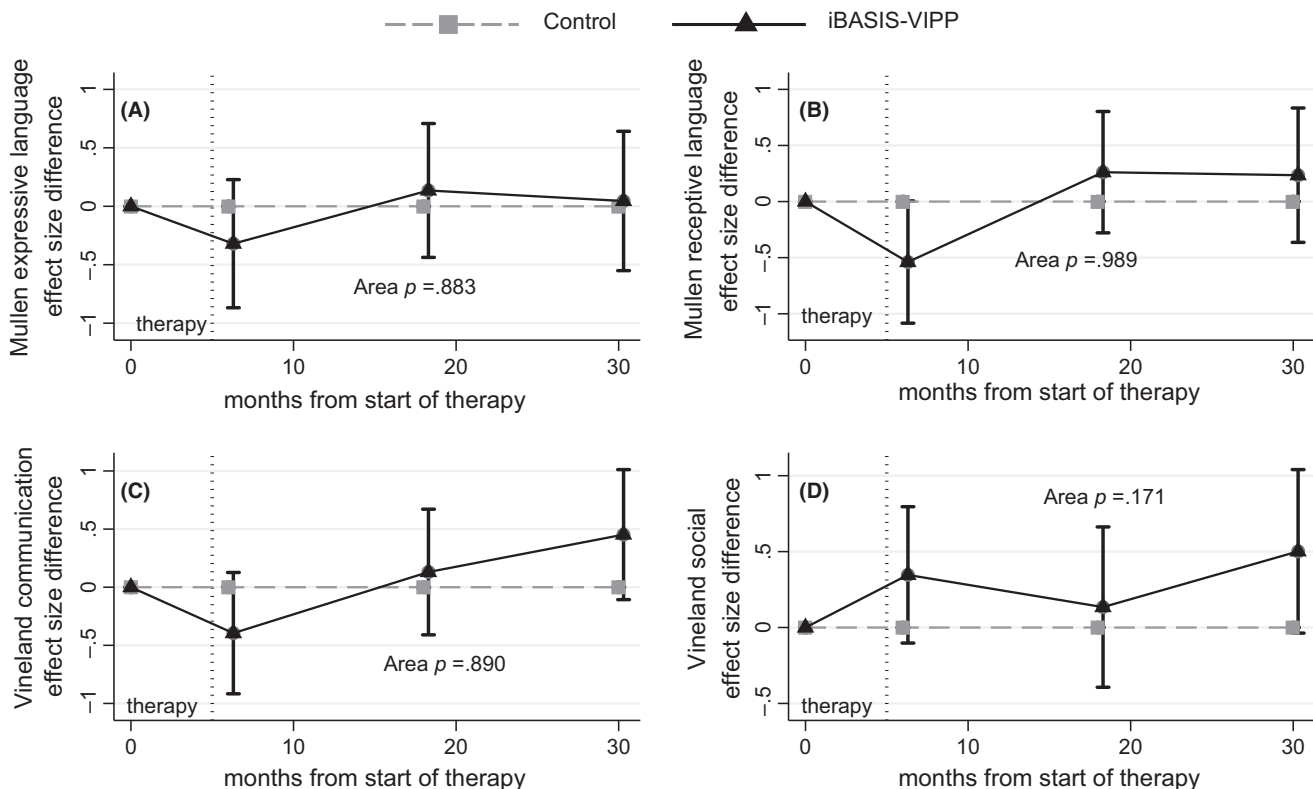 Control iBASIS-VIPP
(A)
Mullen expressive language
effect size difference
1
.5
0
-.5
-1
Area p =.883
therapy
0 10 20 30
months from start of therapy
(B)
Mullen receptive language
effect size difference
1
.5
0
-.5
-1
Area p =.989
therapy
0 10 20 30
months from start of therapy
(C)
Vineland communication
effect size difference
1
.5
0
-.5
-1
Area p =.890
therapy
0 10 20 30
months from start of therapy
(D)
Vineland social
effect size difference
1
.5
0
-.5
Area p =.171
therapy
0 10 20 30
months from start of therapy